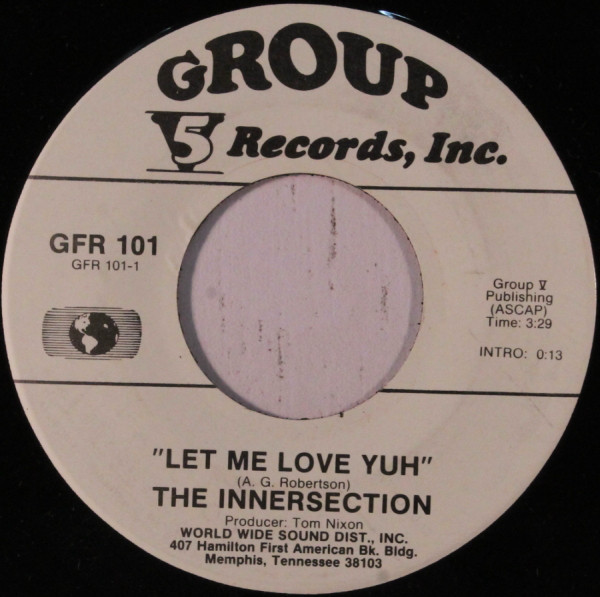 GROUP
5 Records, Inc.
GFR 101
GFR 101-1
Group V
Publishing
(ASCAP)
Time: 3:29
INTRO: 0:13
"LET ME LOVE YUH"
(A. G. Robertson)
THE INNERSECTION
Producer: Tom Nixon
WORLD WIDE SOUND DIST., INC.
407 Hamilton First American Bk. Bldg.
Memphis, Tennessee 38103